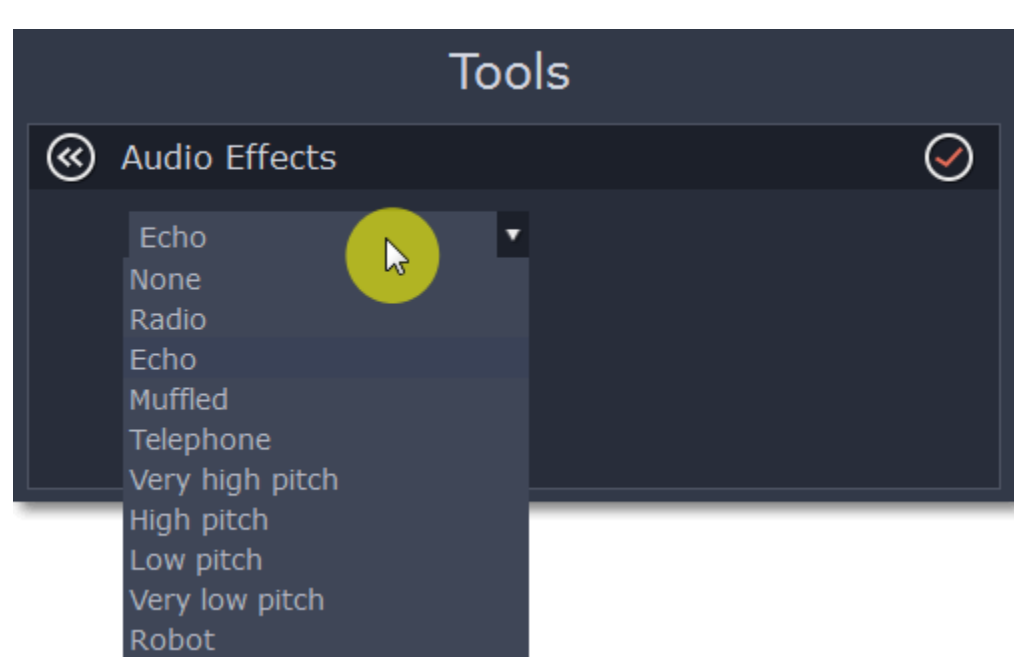 Tools
Audio Effects
Echo
None
Radio
Echo
Muffled
Telephone
Very high pitch
High pitch
Low pitch
Very low pitch
Robot